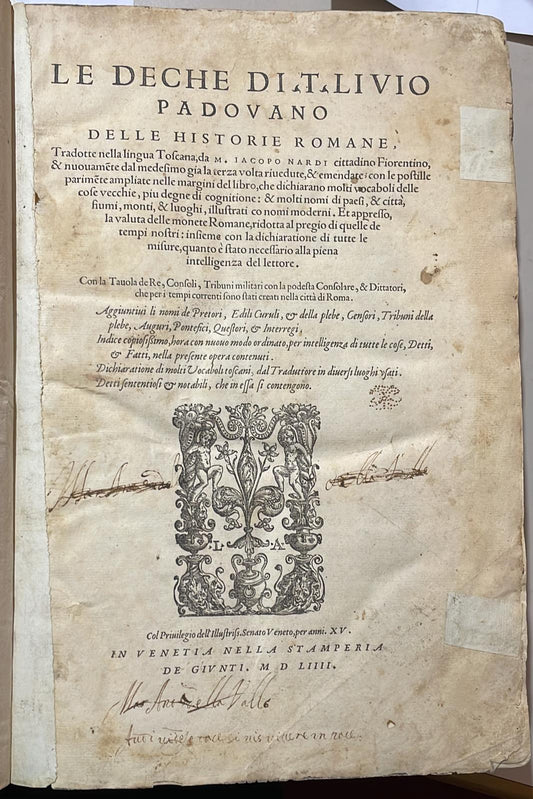 LE DECHE DI .T. LIVIO
PADOVANO
DELLE HISTORIE ROMANE,
Tradotte nella lingua Toscana, da M. IACOPO NARDI cittadino Fiorentino,
& nuouamēte dal medesimo gia la terza volta riuedute, & emendate: con le postille
parimēte ampliate nelle margini del libro, che dichiarano molti vocaboli delle
cose vecchie, piu degne di cognitione: & molti nomi di paesi, & città,
fiumi, monti, & luoghi, illustrati co nomi moderni. Et appresso,
la valuta delle monete Romane, ridotta al pregio di quelle de
tempi nostri: insieme con la dichiaratione di tutte le
misure, quanto è stato necessario alla piena
intelligenza del lettore.
Con la Tauola de Re, Consoli, Tribuni militari con la podesta Consolare, & Dittatori,
che per i tempi correnti sono stati creati nella città di Roma.
Aggiuntiui li nomi de Pretori, Edili Curuli, & della plebe, Censori, Tribuni della
plebe, Auguri, Pontefici, Questori, & Interregi,
Indice copiosissimo, hora con nuouo modo ordinato, per intelligenza di tutte le cose, Detti,
& Fatti, nella presente opera contenuti.
Dichiaratione di molti Vocaboli toscani, dal Traduttore in diuersi luoghi vsati.
Detti sententiosi & notabili, che in essa si contengono.
.L. A.
Col Priuilegio dell'Illustriss. Senato Veneto, per anni. XV.
IN VENETIA NELLA STAMPERIA
DE GIVNTI. M D LIIII.
della Valle